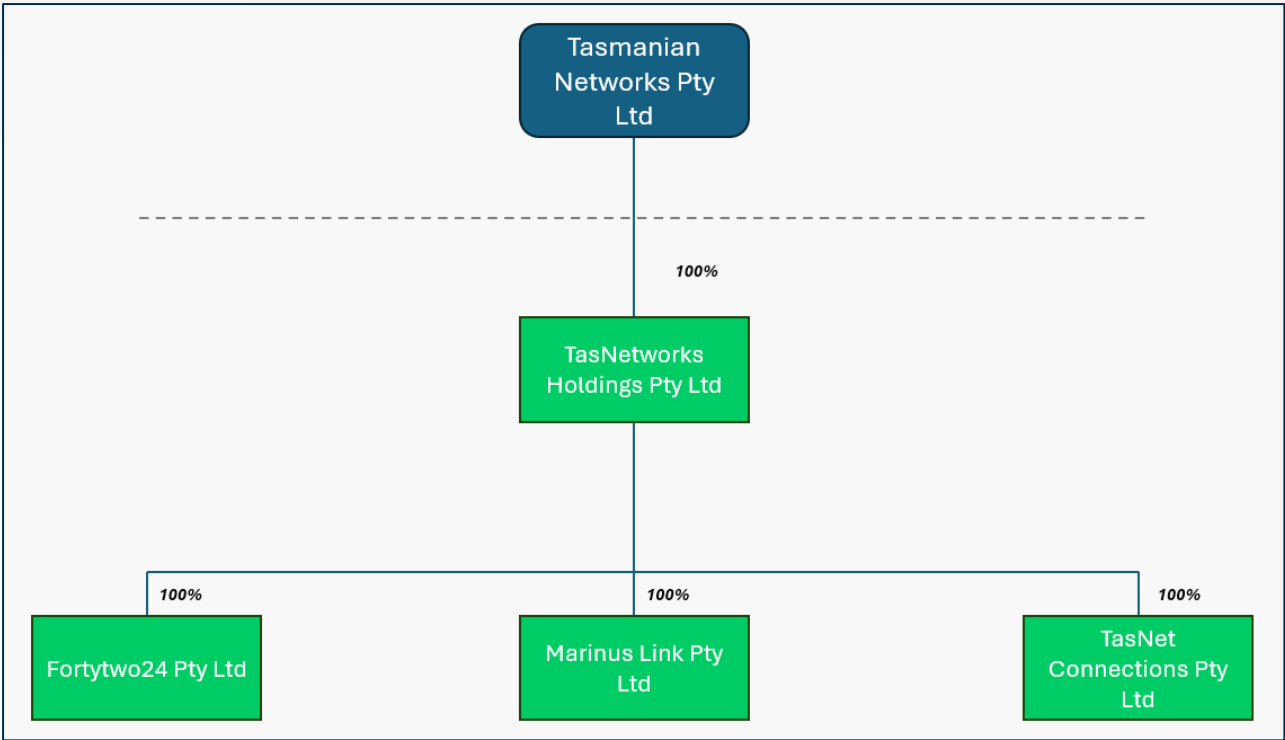 Tasmanian
Networks Pty
Ltd
100%
TasNetworks
Holdings Pty Ltd
100%
100%
100%
Fortytwo24 Pty Ltd
Marinus Link Pty
Ltd
TasNet
Connections Pty
Ltd